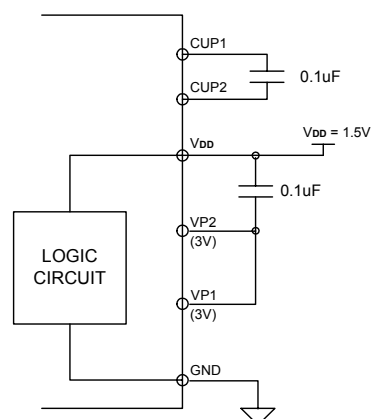 CUP1
0.1uF
CUP2
VDD = 1.5V
VDD
0.1uF
VP2
(3V)
LOGIC
CIRCUIT
VP1
(3V)
GND